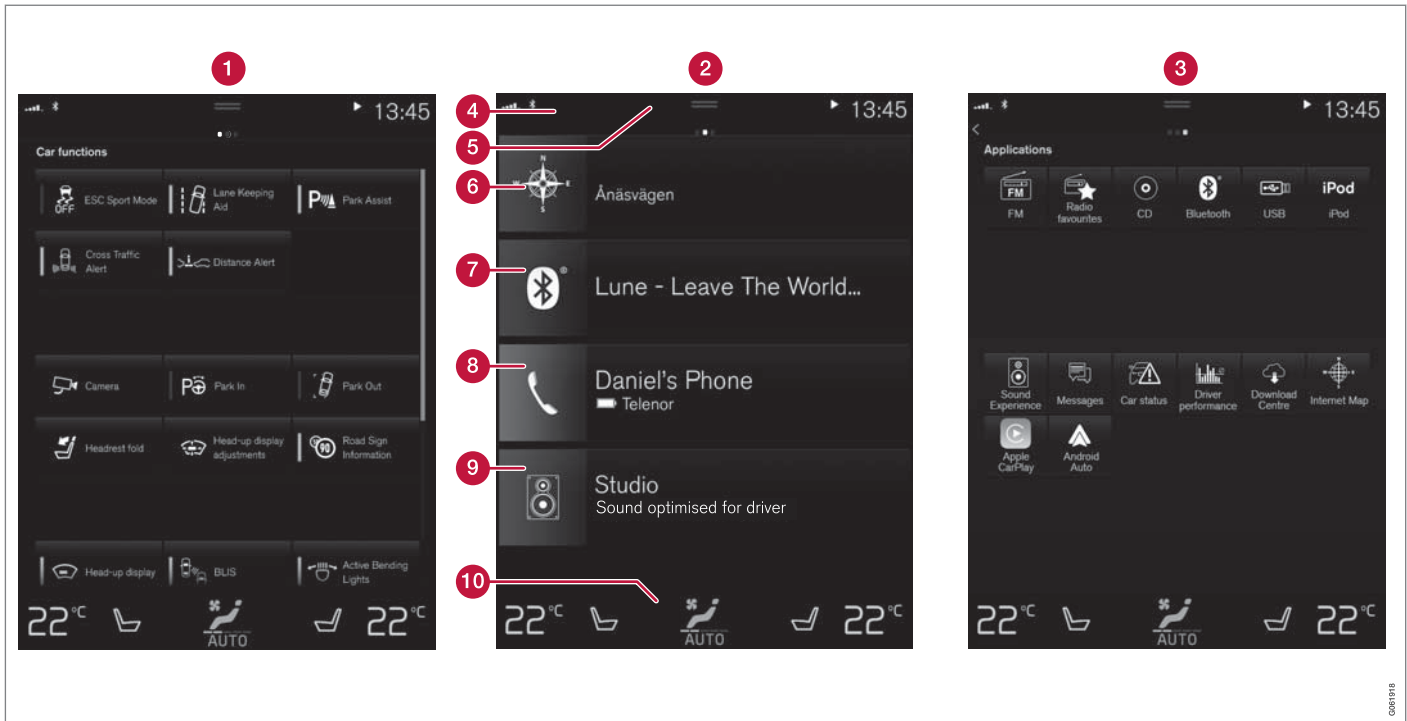 1
2
3
13:45
Car functions
ESC Sport Mode
OFF
Lane Keeping
Aid
P
Park Assist
Cross Traffic
Alert
Distance Alert
Camera
P
Park In
Park Out
Headrest fold
Head-up display
adjustments
90
Road Sign
Information
Head-up display
BLIS
Active Bending
Lights
22°C
AUTO
22°C
4
13:45
5
6
N
W
E
S
Ånäsvägen
7
Lune - Leave The World...
8
Daniel's Phone
Telenor
9
Studio
Sound optimised for driver
10
22°C
AUTO
22°C
13:45
Applications
FM
FM
Radio
favourites
CD
Bluetooth
USB
iPod
iPod
Sound
Experience
Messages
Car status
Driver
performance
Download
Centre
Internet Map
Apple
CarPlay
Android
Auto
22°C
AUTO
22°C
G061918